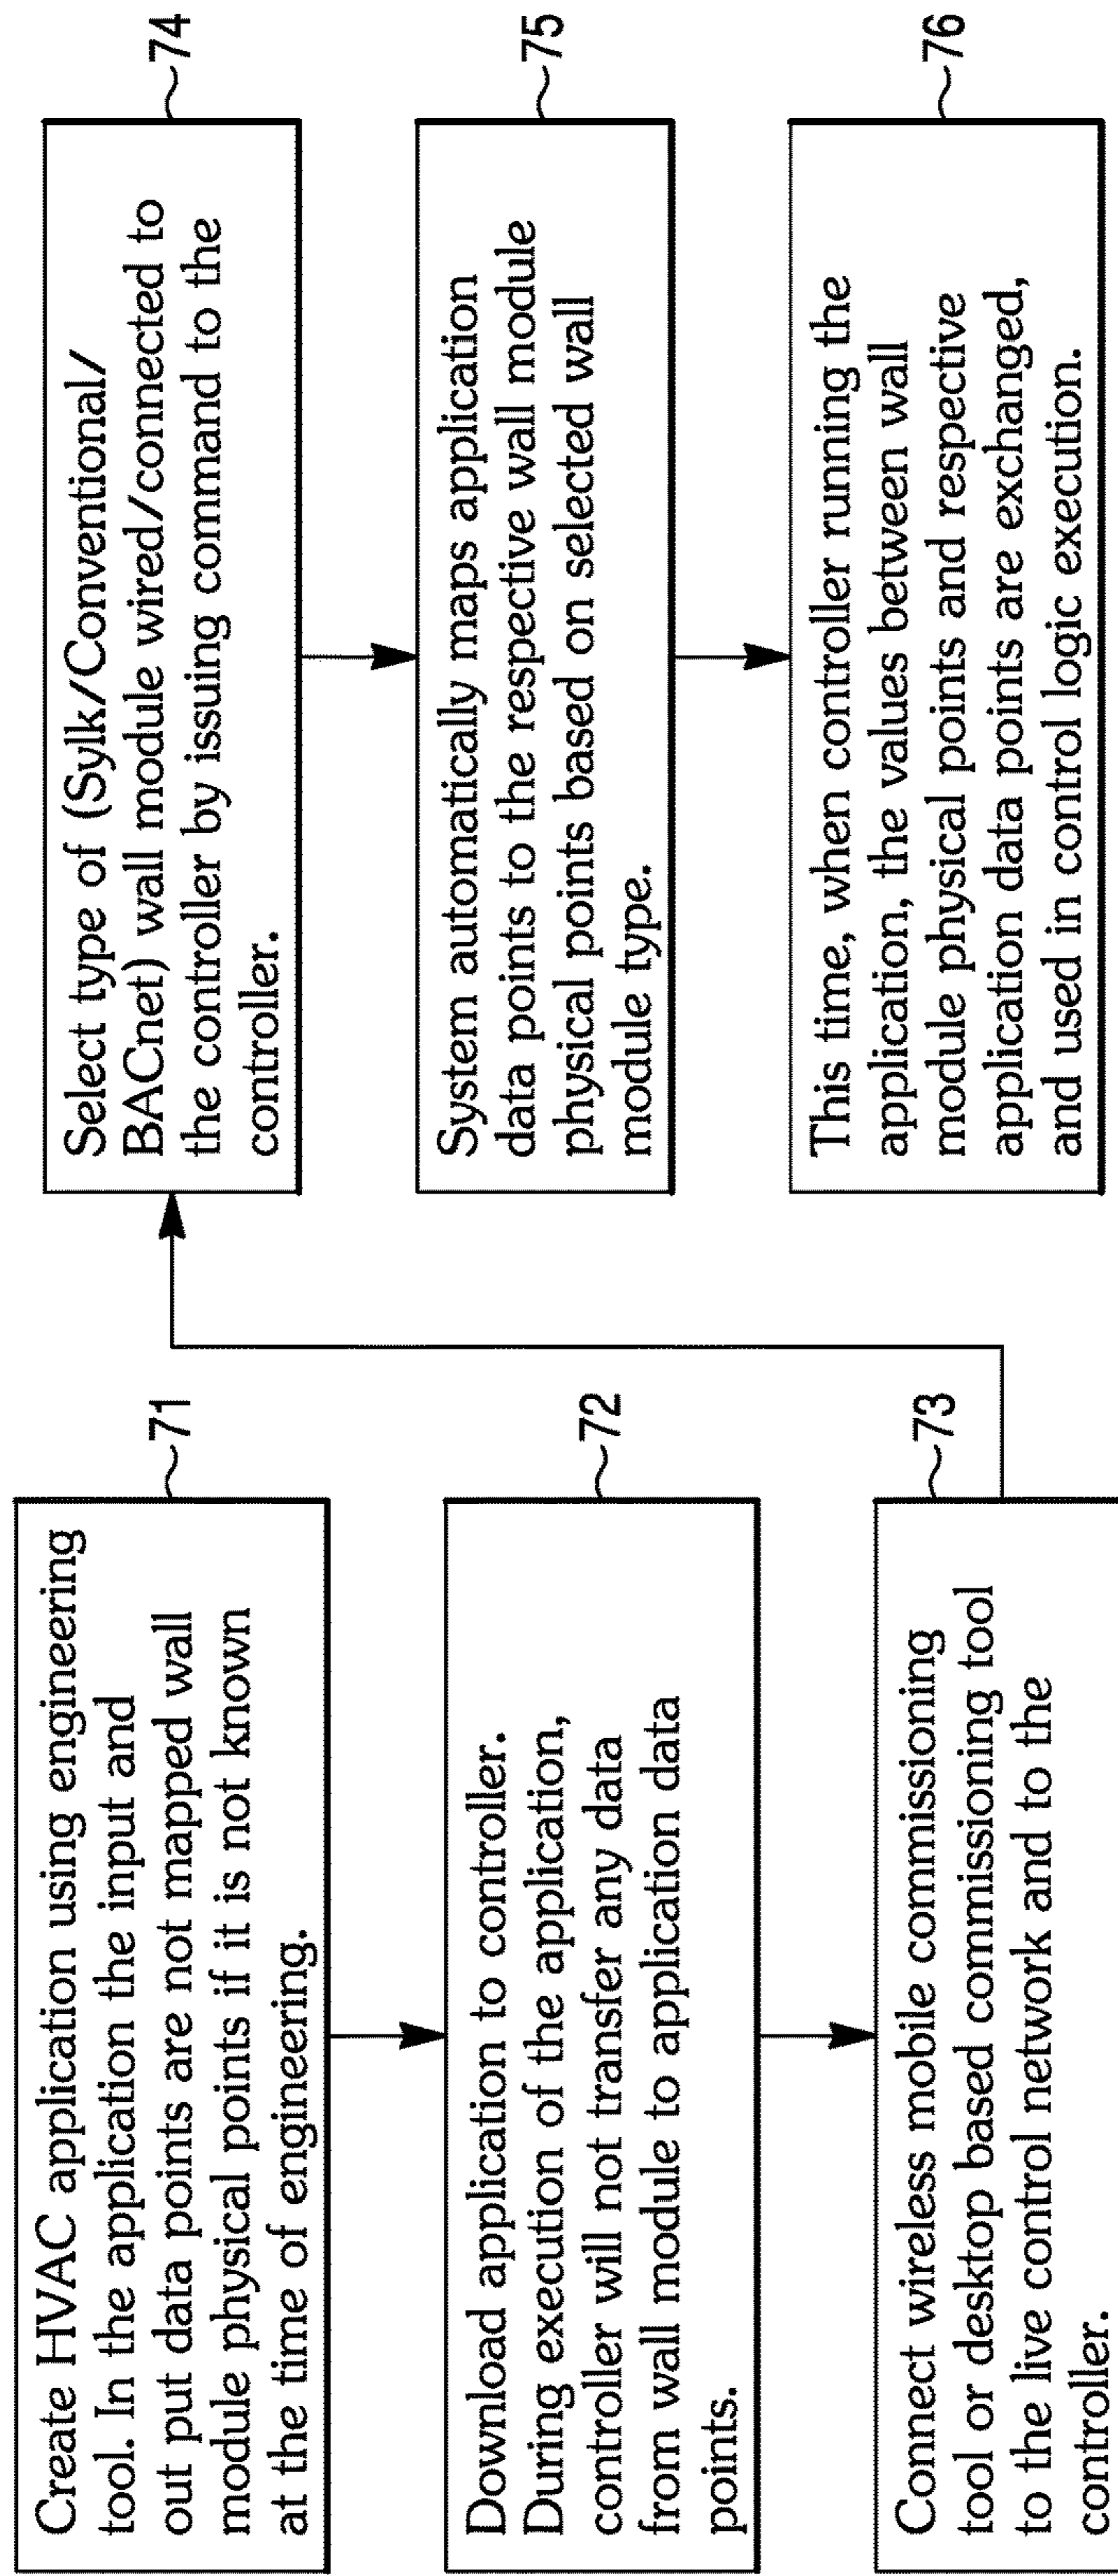 Create HVAC application using engineering
tool. In the application the input and
out put data points are not mapped wall
module physical points if it is not known
at the time of engineering.
71
Download application to controller.
During execution of the application,
controller will not transfer any data
from wall module to application data
points.
72
Connect wireless mobile commissioning
tool or desktop based commissioning tool
to the live control network and to the
controller.
73
Select type of (Sylk/Conventional/
BACnet) wall module wired/connected to
the controller by issuing command to the
controller.
74
System automatically maps application
data points to the respective wall module
physical points based on selected wall
module type.
75
This time, when controller running the
application, the values between wall
module physical points and respective
application data points are exchanged,
and used in control logic execution.
76